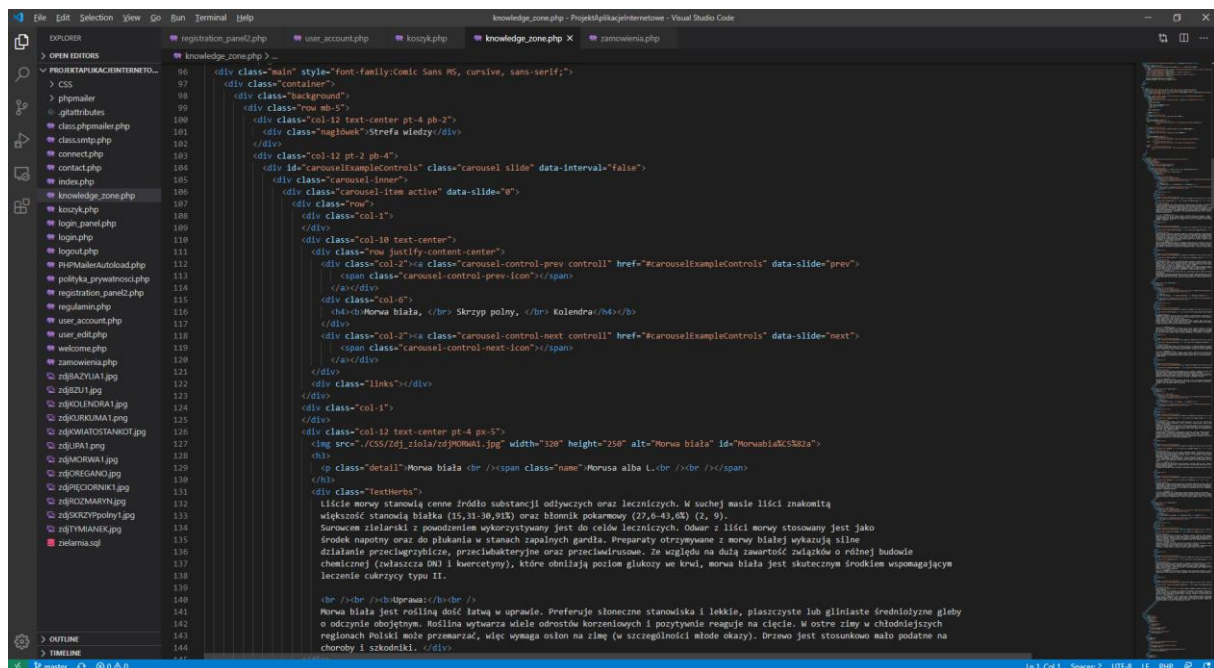 File Edit Selection View Go Run Terminal Help
knowledge_zone.php - ProjektAplikacjeInternetowe - Visual Studio Code
EXPLORER
registration_panel2.php user_account.php koszyk.php knowledge_zone.php zamowienia.php
OPEN EDITORS
knowledge_zone.php > ...
PROJEKTAPLIKACJEINTERNETO...
CSS
phpmailer
.gitattributes
class.phpmailer.php
class.smtp.php
connect.php
contact.php
index.php
knowledge_zone.php
koszyk.php
login_panel.php
login.php
logout.php
PHPMailerAutoload.php
polityka_prywatnosci.php
registration_panel2.php
regulamin.php
user_account.php
user_edit.php
welcome.php
zamowienia.php
zdjBAZYLIA1.jpg
zdjBZU1.jpg
zdjKOLENDRA1.jpg
zdjKURKUMA1.png
zdjKWIATOSTANKOT.jpg
zdjLIPA1.png
zdjMORWA1.jpg
zdjOREGANO.jpg
zdjPIĘCIORNIK1.jpg
zdjROZMARYN.jpg
zdjSKRZYPpolny1.jpg
zdjTYMIANEK.jpg
zielarnia.sql
OUTLINE
TIMELINE
96 <div class="main" style="font-family:Comic Sans MS, cursive, sans-serif;">
97 <div class="container">
98 <div class="background">
99 <div class="row mb-5">
100 <div class="col-12 text-center pt-4 pb-2">
101 <div class="nagłówek">Strefa wiedzy</div>
102 </div>
103 <div class="col-12 pt-2 pb-4">
104 <div id="carouselExampleControls" class="carousel slide" data-interval="false">
105 <div class="carousel-inner">
106 <div class="carousel-item active" data-slide="0">
107 <div class="row">
108 <div class="col-1">
109 </div>
110 <div class="col-10 text-center">
111 <div class="row justify-content-center">
112 <div class="col-2"><a class="carousel-control-prev controll" href="#carouselExampleControls" data-slide="prev">
113 <span class="carousel-control-prev-icon"></span>
114 </a></div>
115 <div class="col-6">
116 <h4><b>Morwa biała, </br> Skrzyp polny, </br> Kolendra</h4></b>
117 </div>
118 <div class="col-2"><a class="carousel-control-next controll" href="#carouselExampleControls" data-slide="next">
119 <span class="carousel-control-next-icon"></span>
120 </a></div>
121 </div>
122 <div class="links"></div>
123 </div>
124 <div class="col-1">
125 </div>
126 <div class="col-12 text-center pt-4 px-5">
127 <img src="./CSS/Zdj_ziola/zdjMORWA1.jpg" width="320" height="250" alt="Morwa biała" id="Morwabia%C5%82a">
128 <h3>
129 <p class="detail">Morwa biała <br /><span class="name">Morusa alba L.<br /><br /></span>
130 </h3>
131 <div class="TextHerbs">
132 Liście morwy stanowią cenne źródło substancji odżywczych oraz leczniczych. W suchej masie liści znakomitą
133 większość stanowią białka (15,31-30,91%) oraz błonnik pokarmowy (27,6-43,6%) (2, 9).
134 Surowcem zielarski z powodzeniem wykorzystywany jest do celów leczniczych. Odwar z liści morwy stosowany jest jako
135 środek napotny oraz do płukania w stanach zapalnych gardła. Preparaty otrzymywane z morwy białej wykazują silne
136 działanie przeciwgrzybicze, przeciwbakteryjne oraz przeciwwirusowe. Ze względu na dużą zawartość związków o różnej budowie
137 chemicznej (zwłaszcza DNJ i kwercetyny), które obniżają poziom glukozy we krwi, morwa biała jest skutecznym środkiem wspomagającym
138 leczenie cukrzycy typu II.
139
140 <br /><br /><b>Uprawa:</b><br />
141 Morwa biała jest rośliną dość łatwą w uprawie. Preferuje słoneczne stanowiska i lekkie, piaszczyste lub gliniaste średniożyzne gleby
142 o odczynie obojętnym. Roślina wytwarza wiele odrostów korzeniowych i pozytywnie reaguje na cięcie. W ostre zimy w chłodniejszych
143 regionach Polski może przemarzać, więc wymaga osłon na zimę (w szczególności młode okazy). Drzewo jest stosunkowo mało podatne na
144 choroby i szkodniki. </div>
master 0 0 Ln 1, Col 1 Spaces: 2 UTF-8 LF PHP